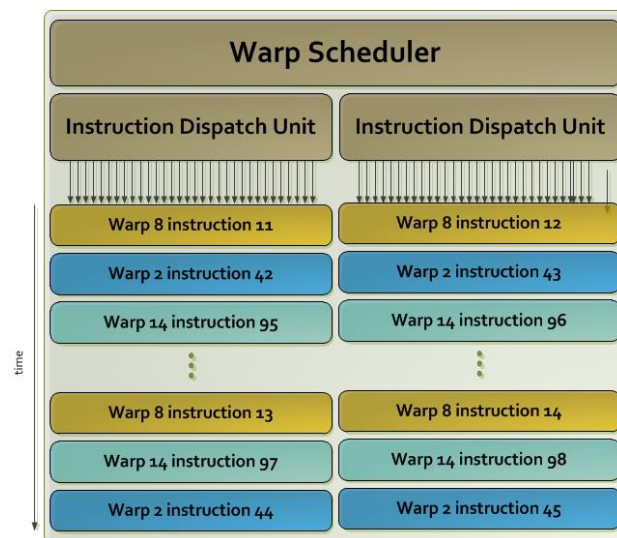 Warp Scheduler
Instruction Dispatch Unit
Instruction Dispatch Unit
Warp 8 instruction 11
Warp 8 instruction 12
Warp 2 instruction 42
Warp 2 instruction 43
Warp 14 instruction 95
Warp 14 instruction 96
time
Warp 8 instruction 13
Warp 8 instruction 14
Warp 14 instruction 97
Warp 14 instruction 98
Warp 2 instruction 44
Warp 2 instruction 45